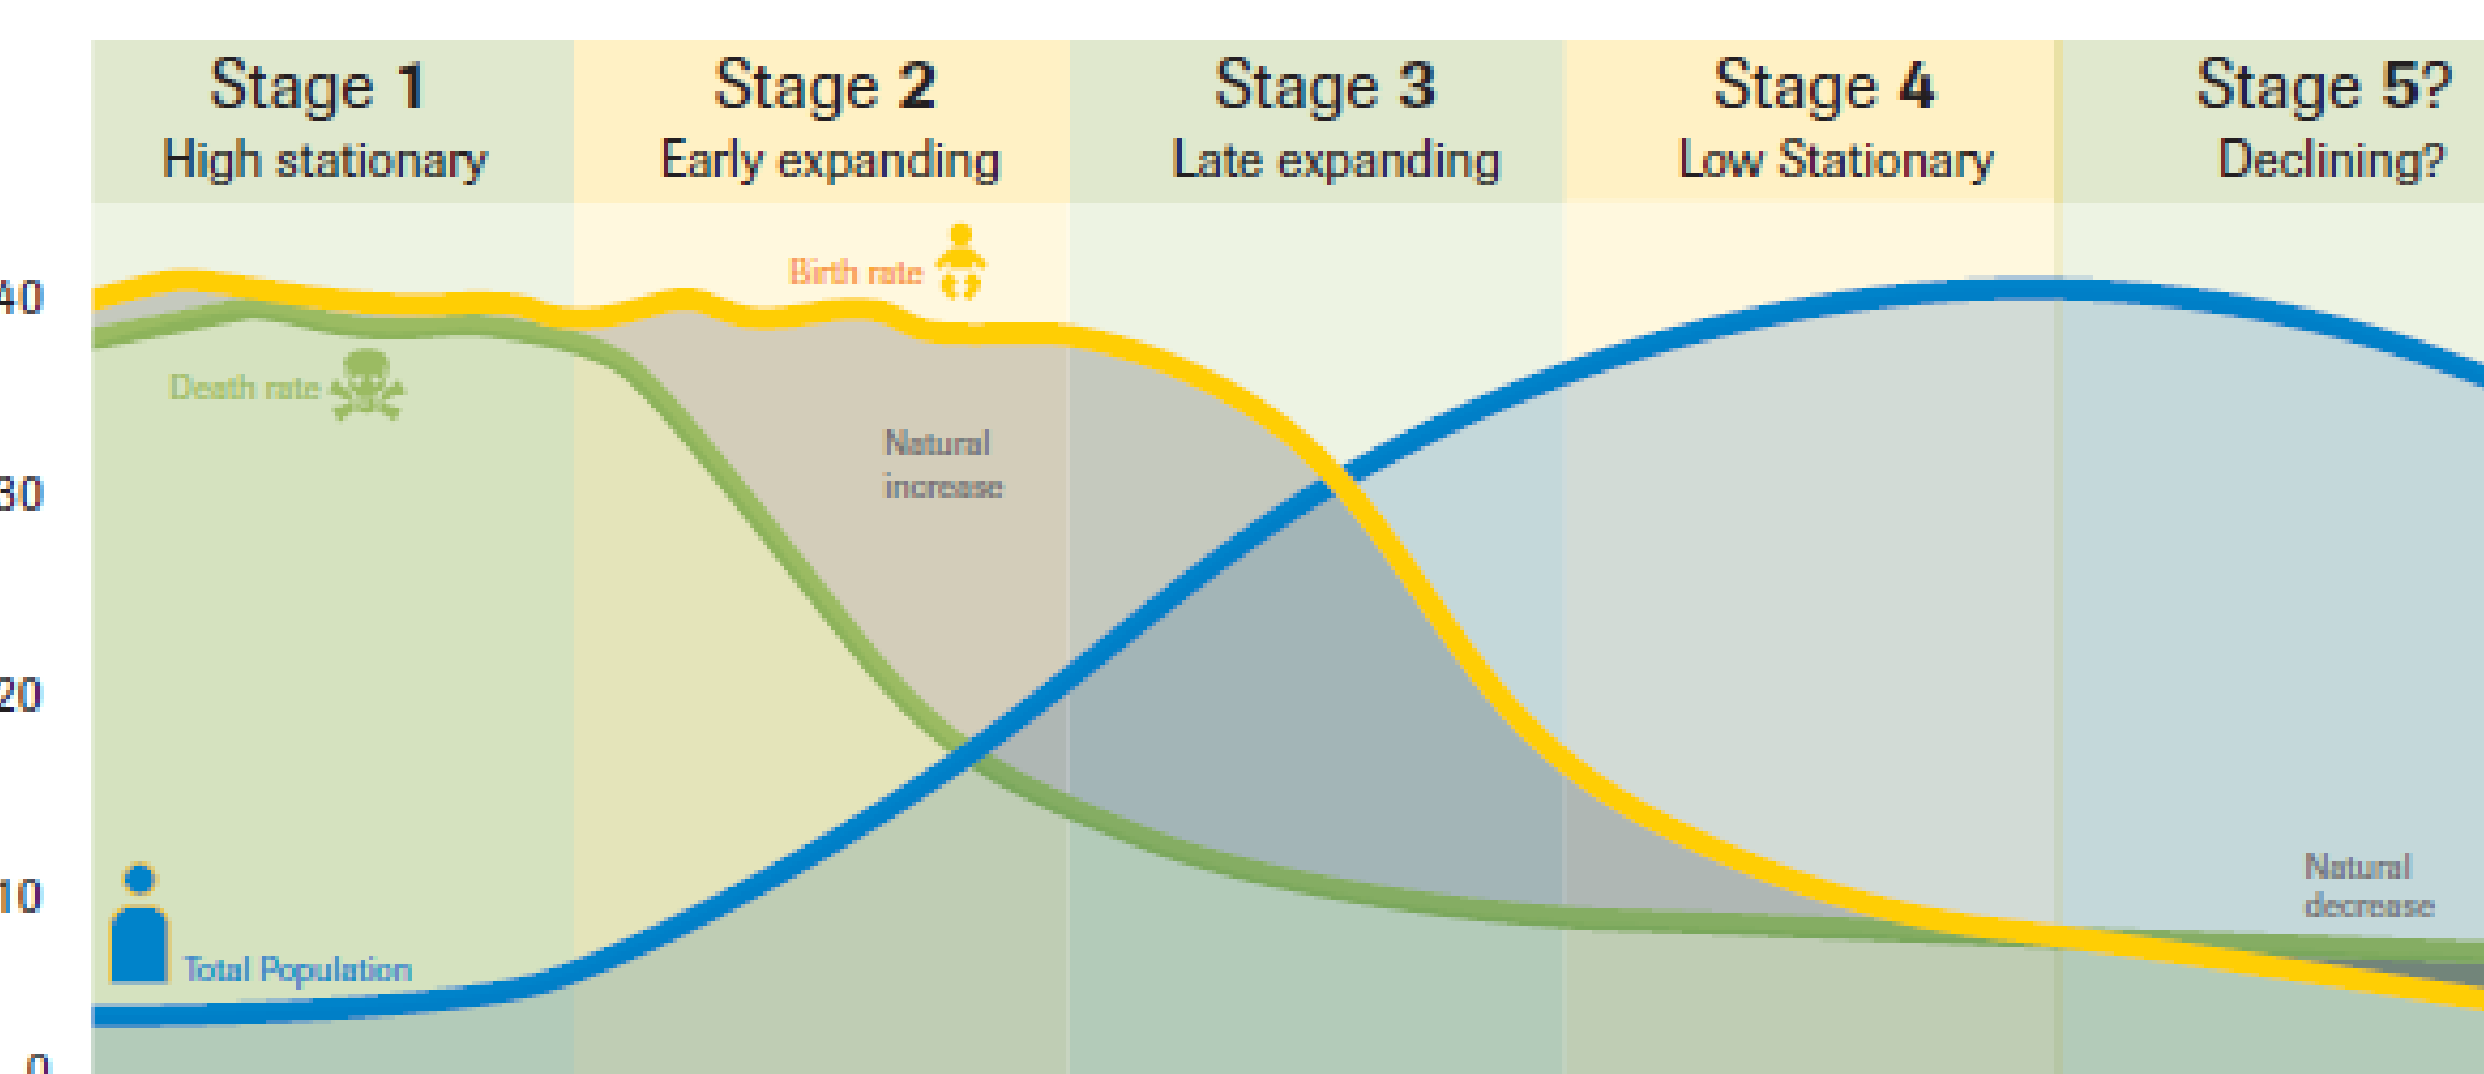 Stage 1
High stationary
Stage 2
Early expanding
Stage 3
Late expanding
Stage 4
Low Stationary
Stage 5?
Declining?
40
30
20
10
0
Birth rate
Death rate
Natural
increase
Natural
decrease
Total Population